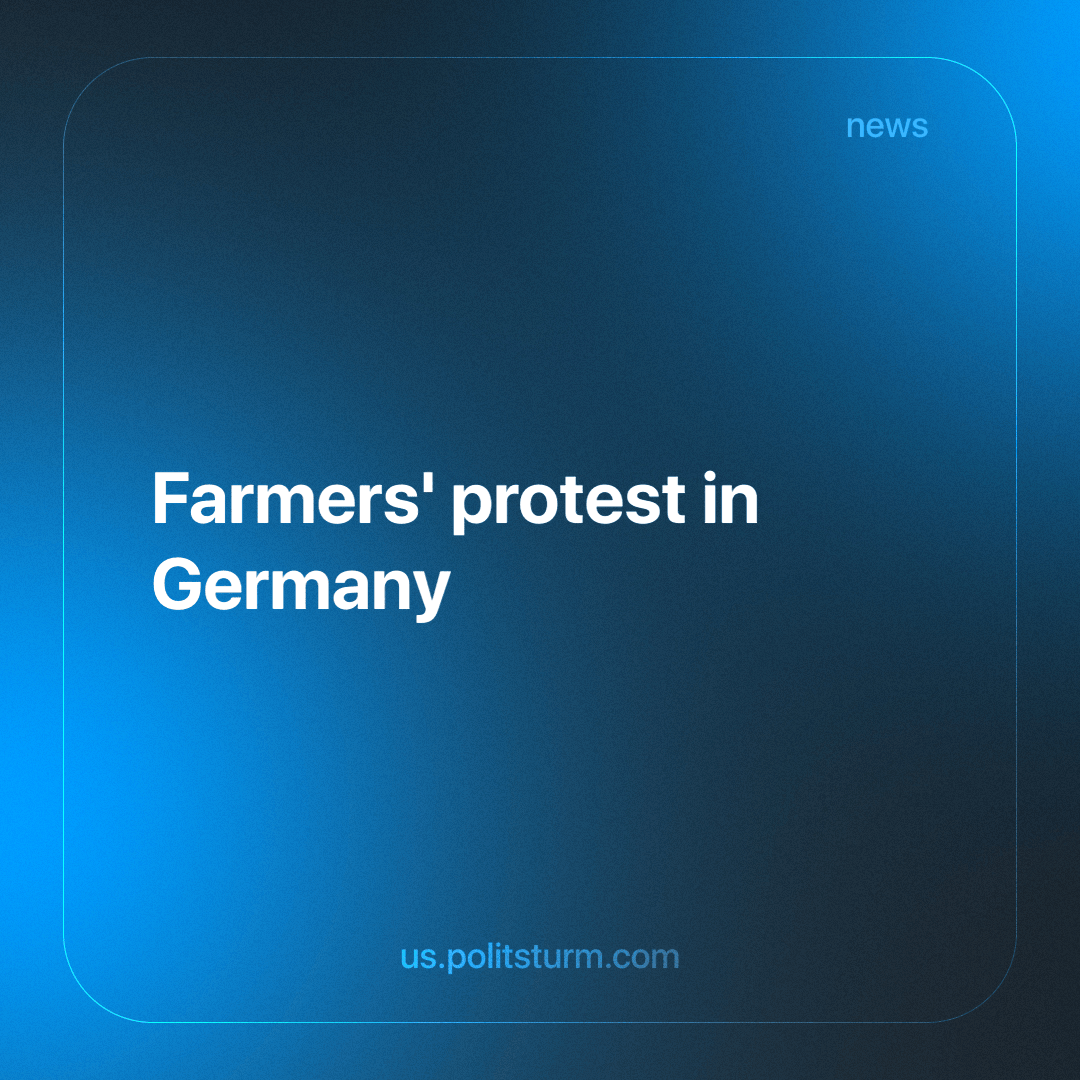 news
Farmers' protest in
Germany
us.politsturm.com